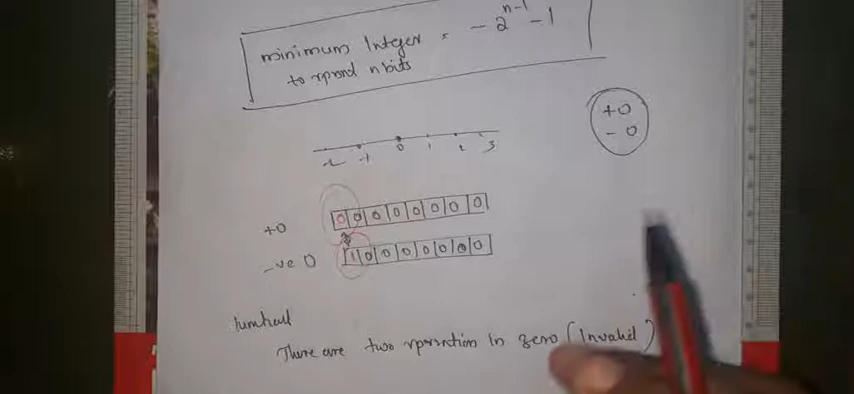 minimum Integer = - 2^n-1 - 1
to rprsnd n bits
+0
- 0
-2 -1 0 1 2 3
+0 0 0 0 0 0 0 0 0
-ve 0 1 0 0 0 0 0 0 0
There are two rprsntion in zero (Invalid)